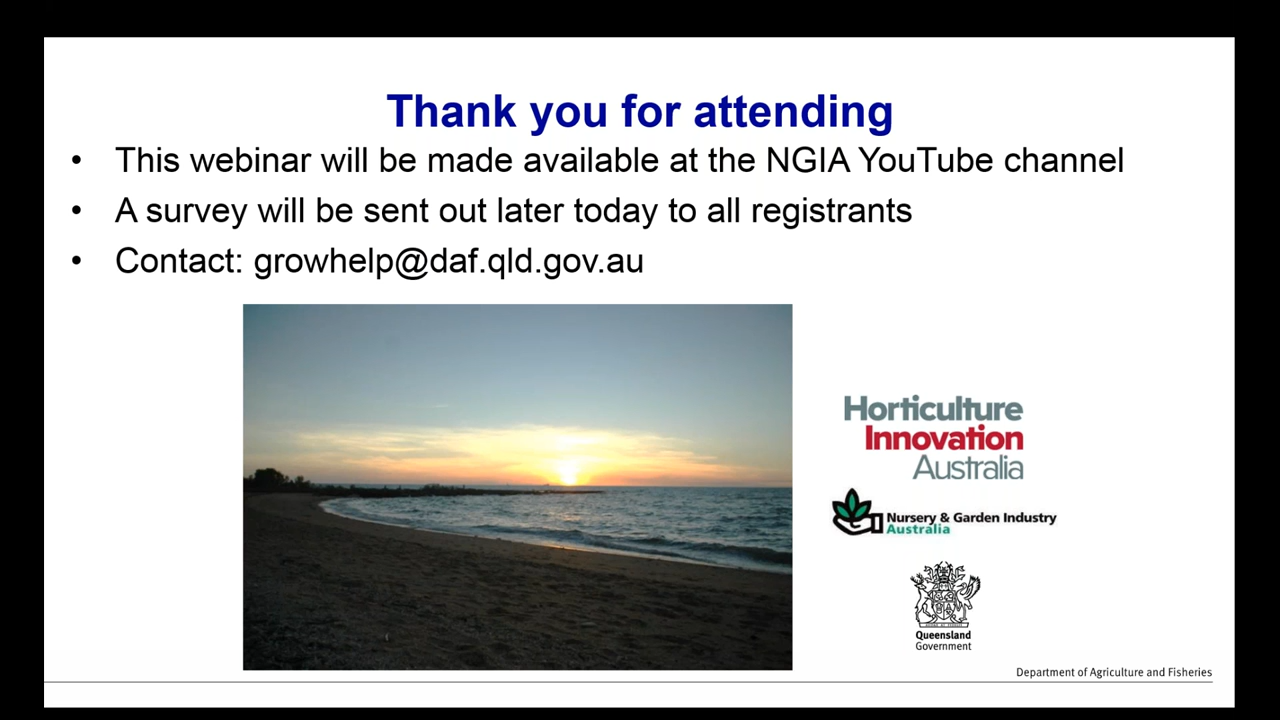 Thank you for attending
• This webinar will be made available at the NGIA YouTube channel
• A survey will be sent out later today to all registrants
• Contact: growhelp@daf.qld.gov.au
Horticulture
Innovation
Australia
Nursery & Garden Industry
Australia
Queensland
Government
Department of Agriculture and Fisheries